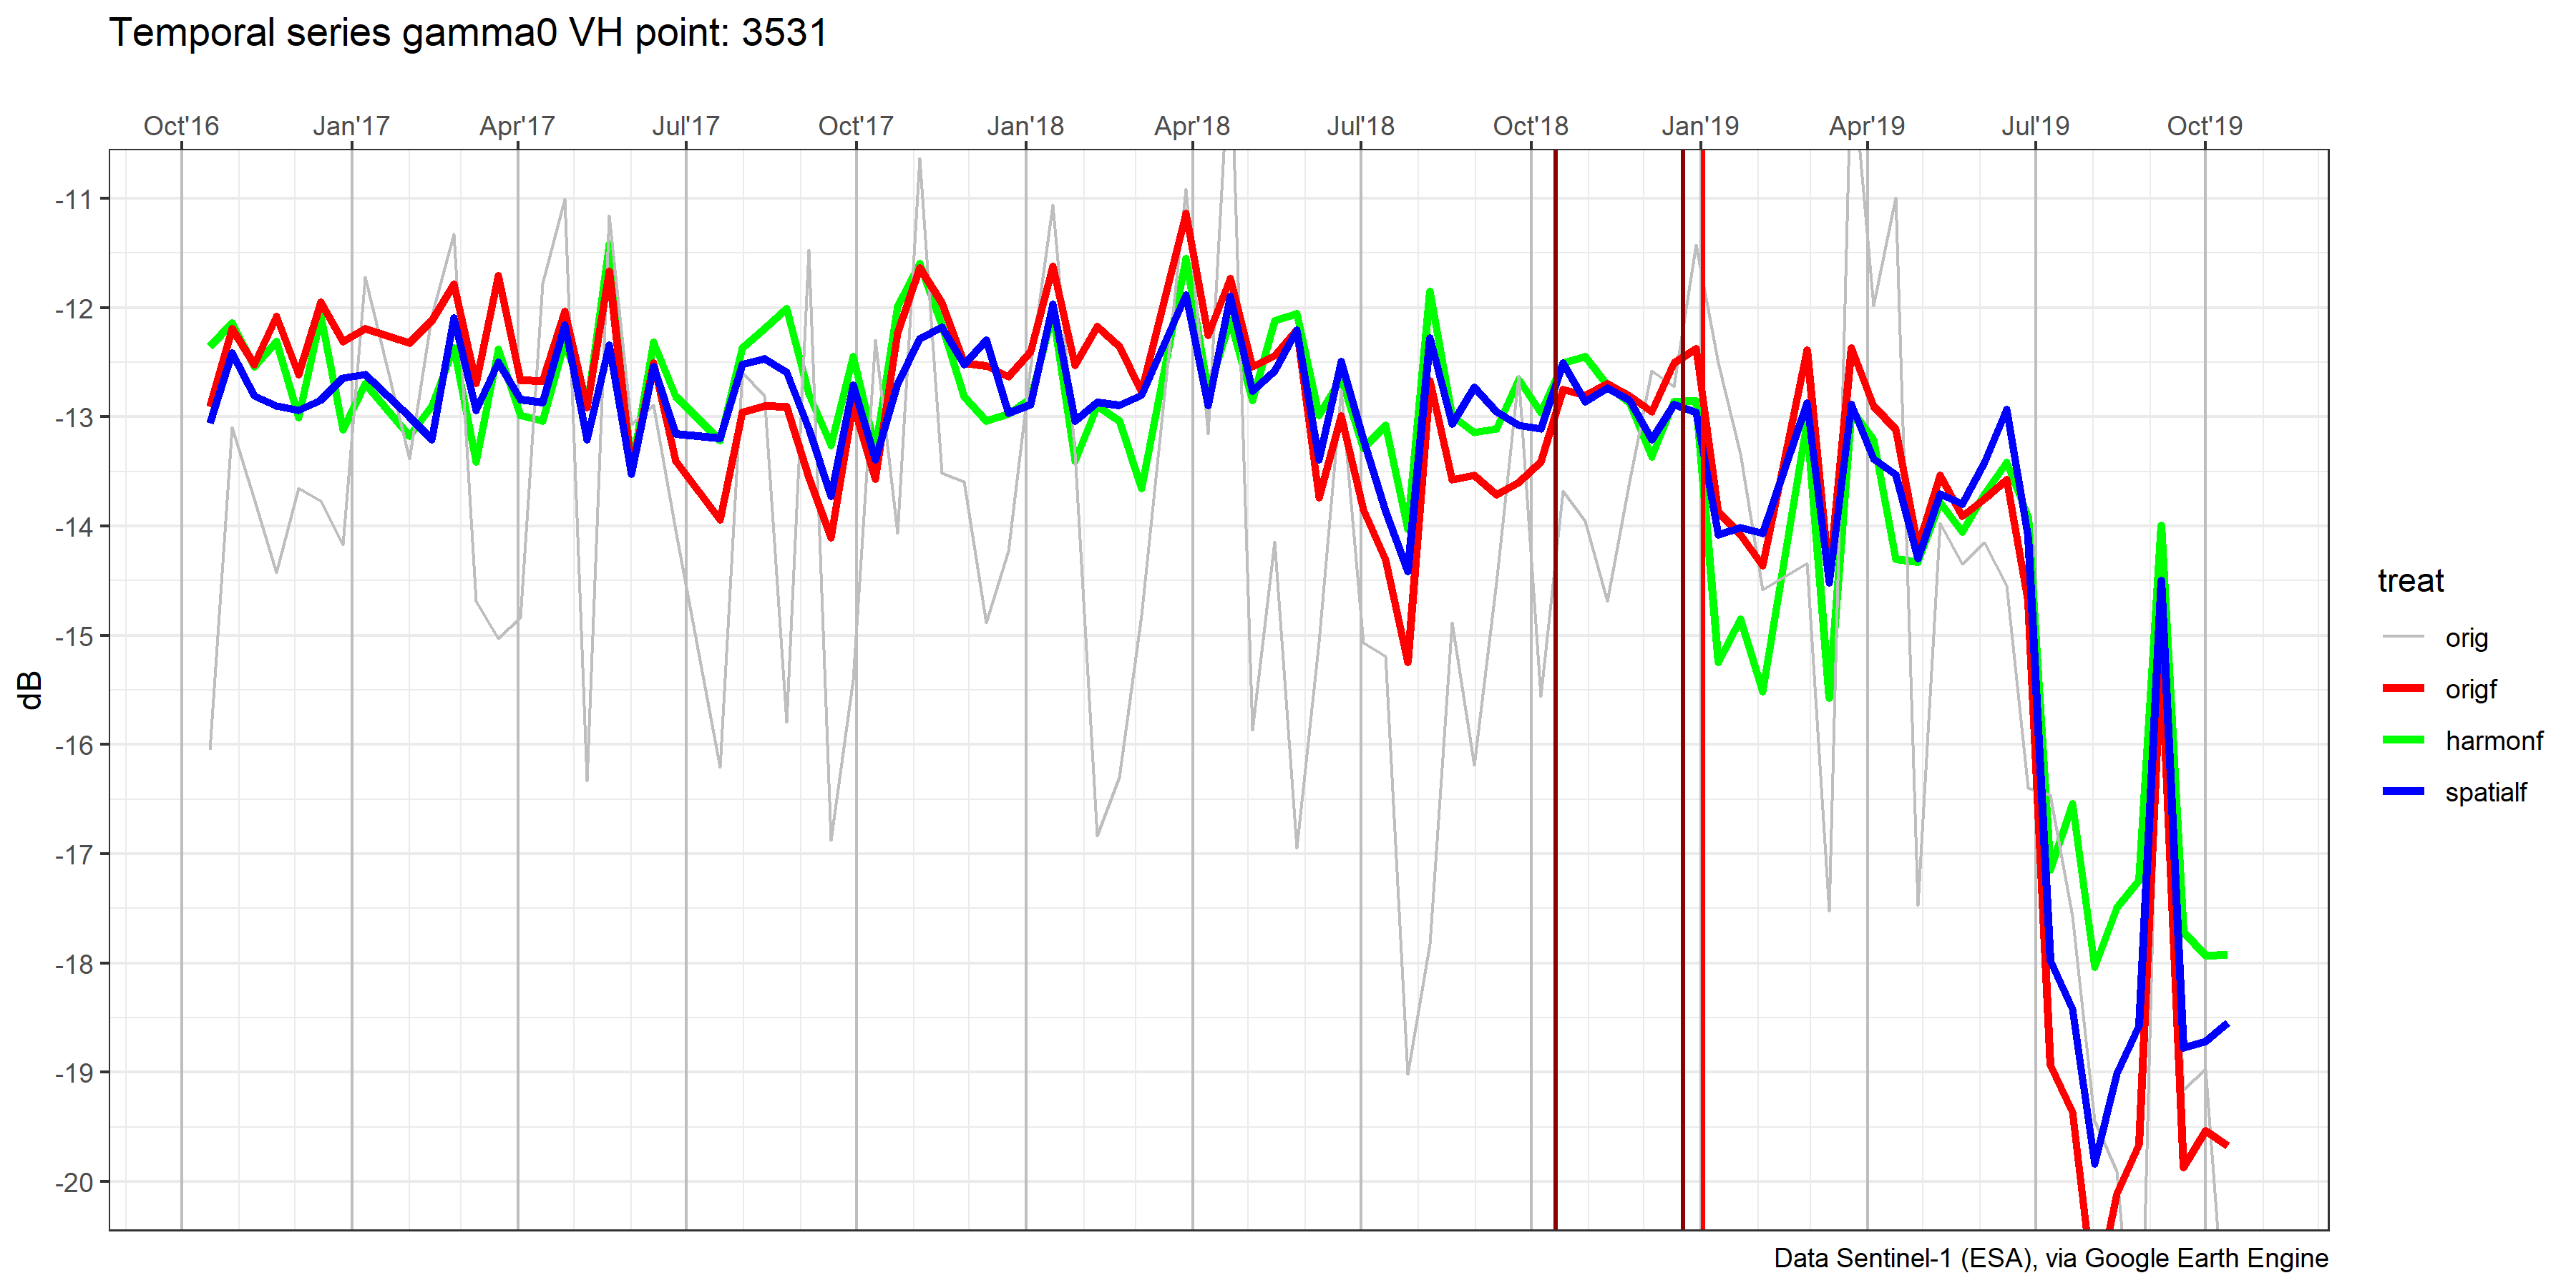 Temporal series gamma0 VH point: 3531
Oct'16 Jan'17 Apr'17 Jul'17 Oct'17 Jan'18 Apr'18 Jul'18 Oct'18 Jan'19 Apr'19 Jul'19 Oct'19
-11
-12
-13
-14
-15
-16
-17
-18
-19
-20
dB
treat
orig
origf
harmonf
spatialf
Data Sentinel-1 (ESA), via Google Earth Engine